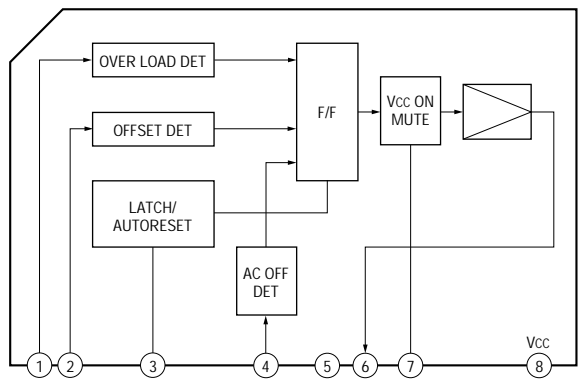 OVER LOAD DET
OFFSET DET
F/F
VCC ON
MUTE
LATCH/
AUTORESET
AC OFF
DET
VCC
1 2 3 4 5 6 7 8